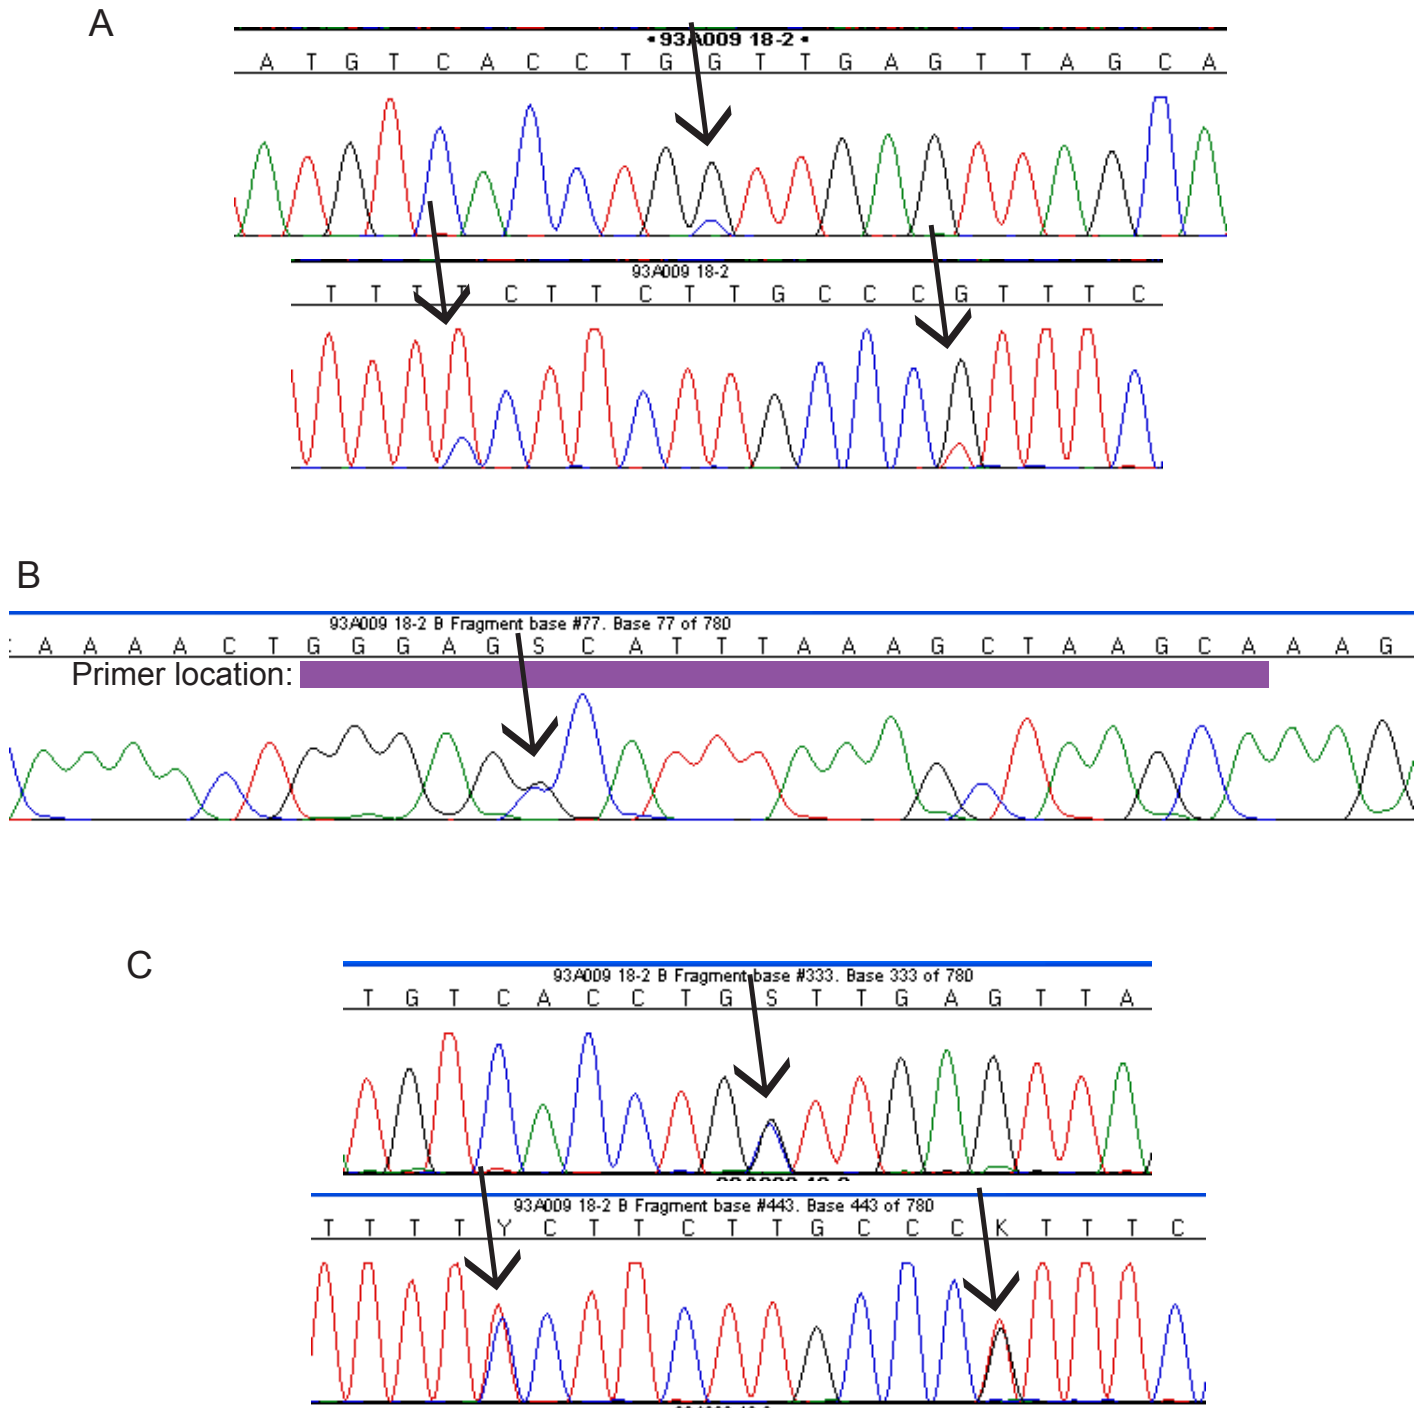 A
93A009 18-2
A T G T C A C C T G G T T G A G T T A G C A
93A009 18-2
T T T T C T T C T T G C C C G T T T C
B
93A009 18-2 B Fragment base #77. Base 77 of 780
A A A A C T G G G A G S C A T T T A A A G C T A A G C A A A G
Primer location:
C
93A009 18-2 B Fragment base #333. Base 333 of 780
T G T C A C C T G S T T G A G T T A
93A009 18-2 B Fragment base #443. Base 443 of 780
T T T T Y C T T C T T G C C C K T T T C